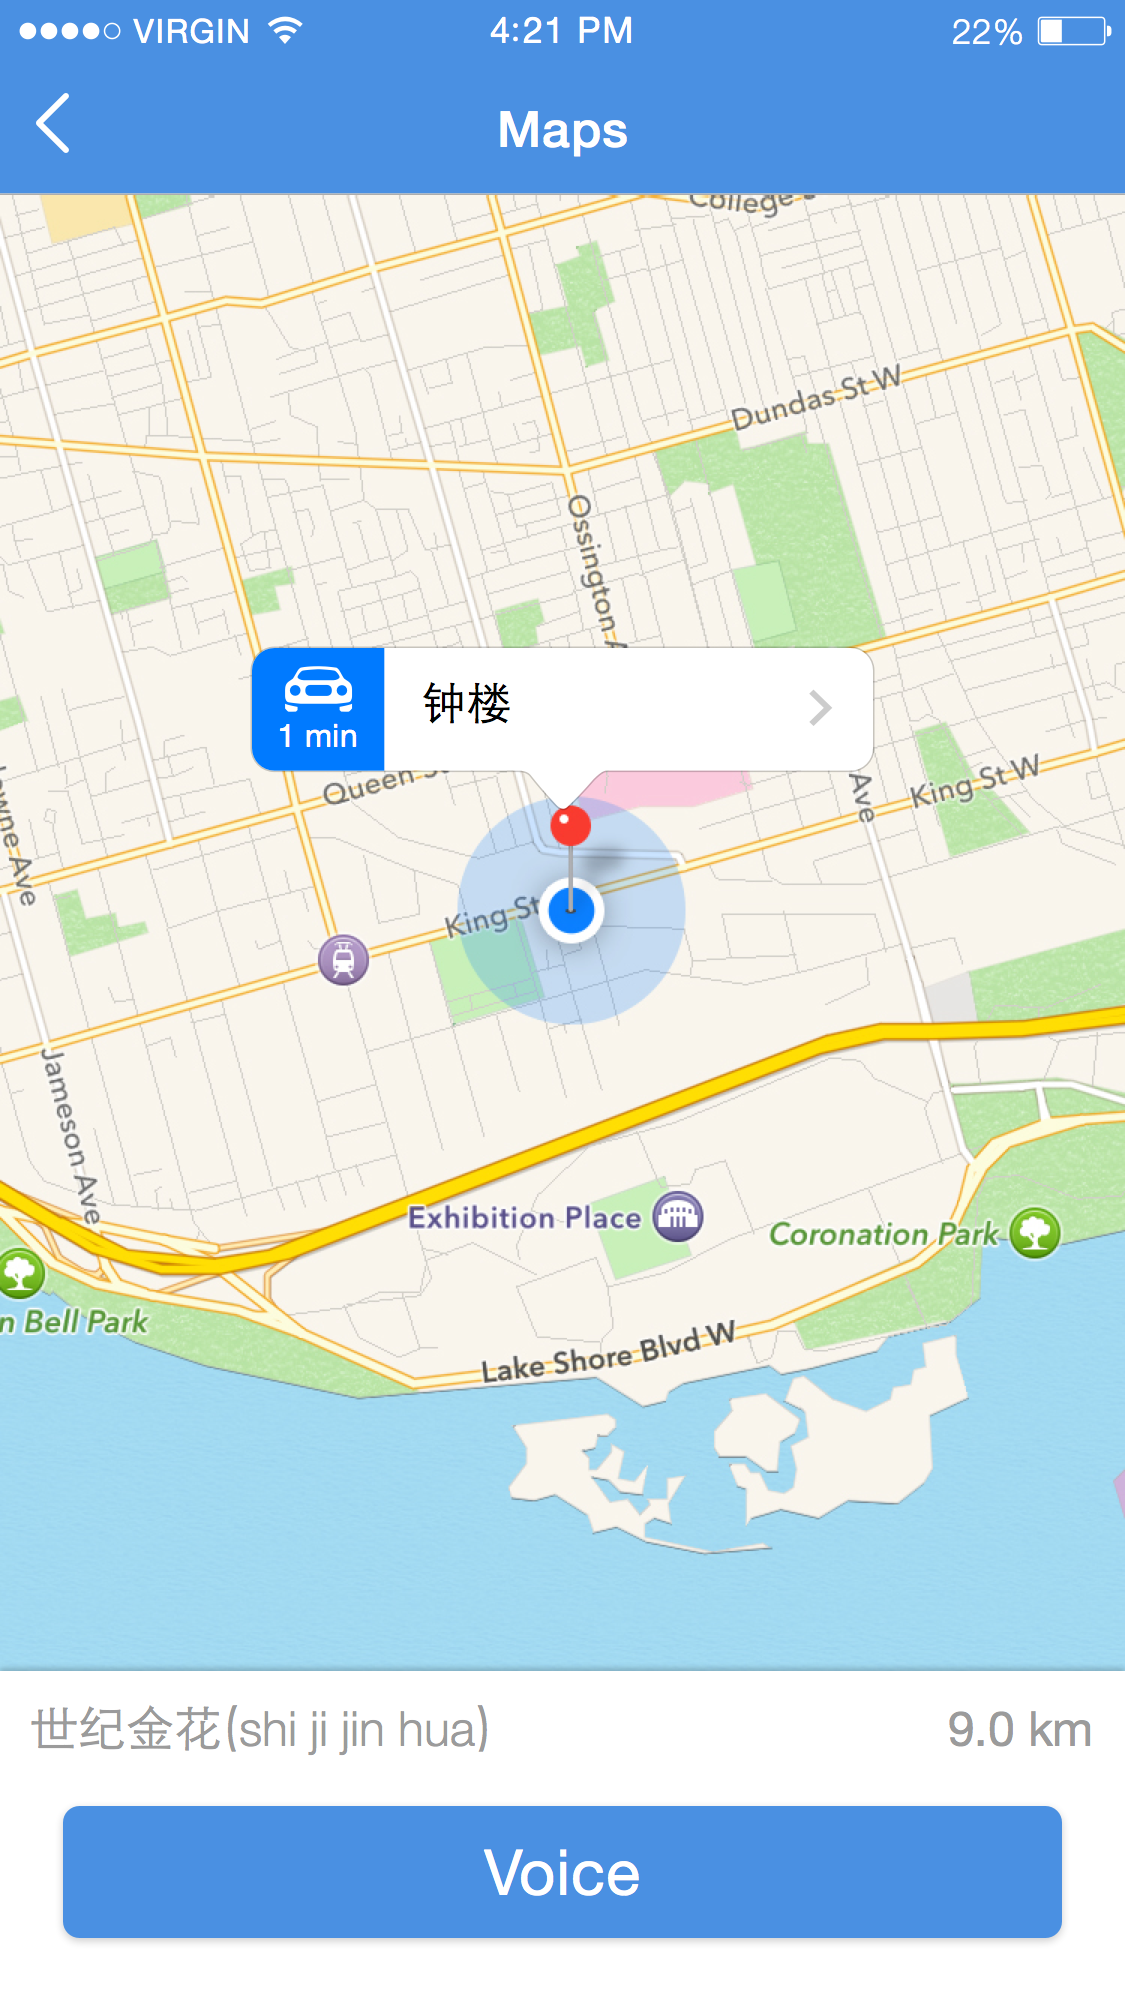 VIRGIN 4:21 PM 22%
Maps
College
Dundas St W
Ossington
1 min
钟楼
Queen
King St W
Ave
Ave
King St
Jameson Ave
Exhibition Place
Coronation Park
Bell Park
Lake Shore Blvd W
世纪金花(shi ji jin hua) 9.0 km
Voice